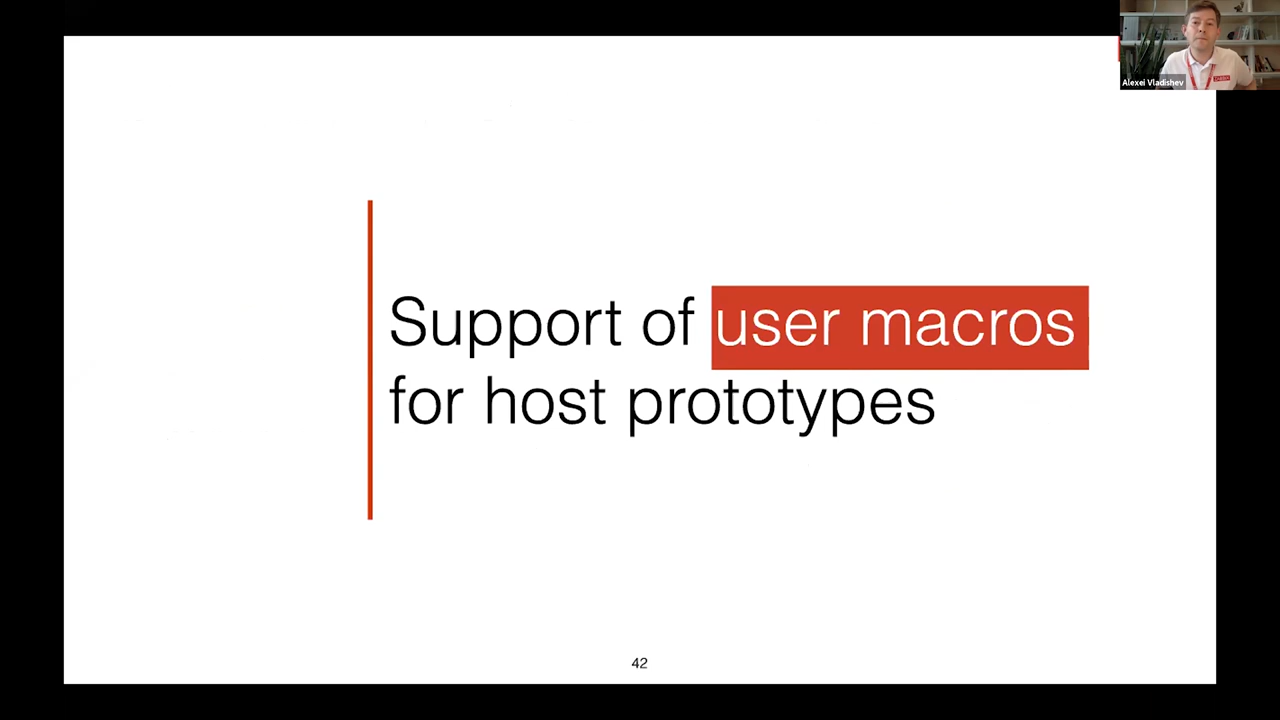 Alexei Vladishev
Support of user macros
for host prototypes
42